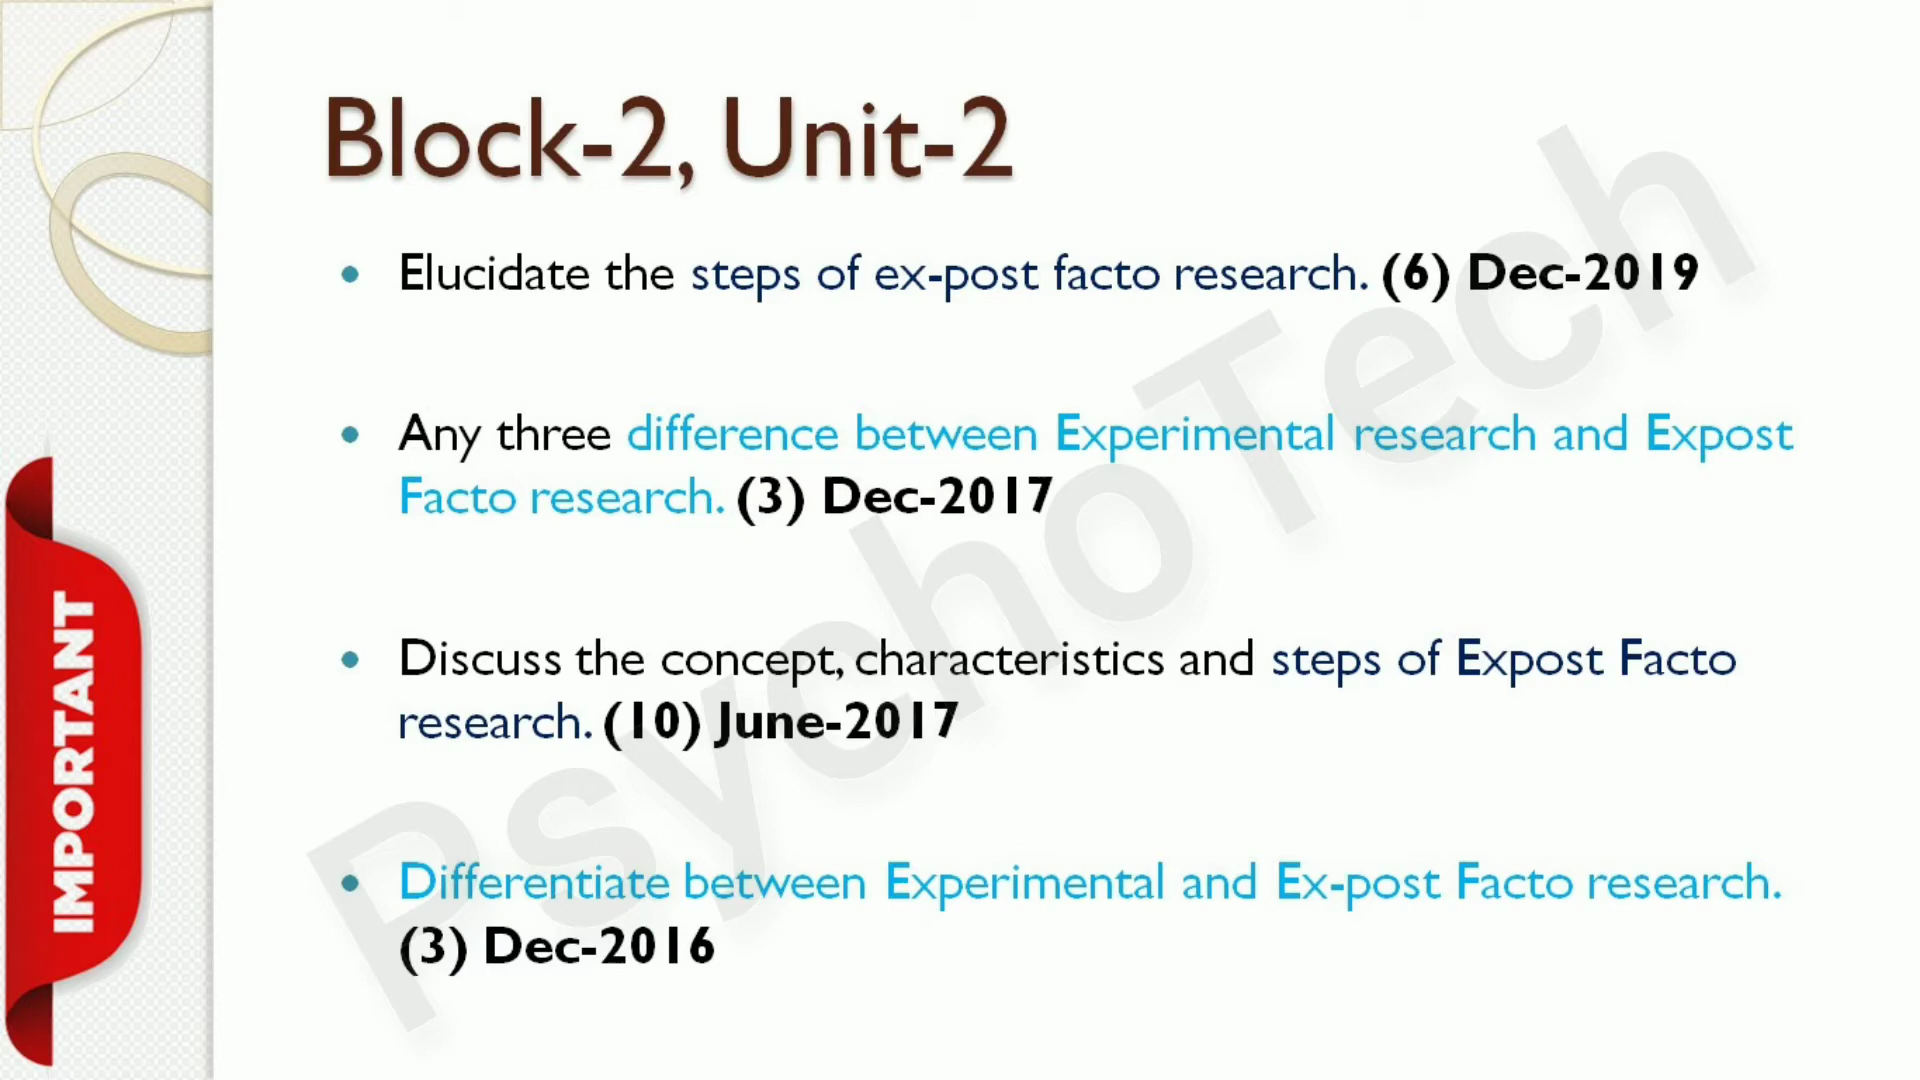 Block-2, Unit-2
• Elucidate the steps of ex-post facto research. (6) Dec-2019
• Any three difference between Experimental research and Expost
Facto research. (3) Dec-2017
• Discuss the concept, characteristics and steps of Expost Facto
research. (10) June-2017
• Differentiate between Experimental and Ex-post Facto research.
(3) Dec-2016
IMPORTANT
PsychoTech